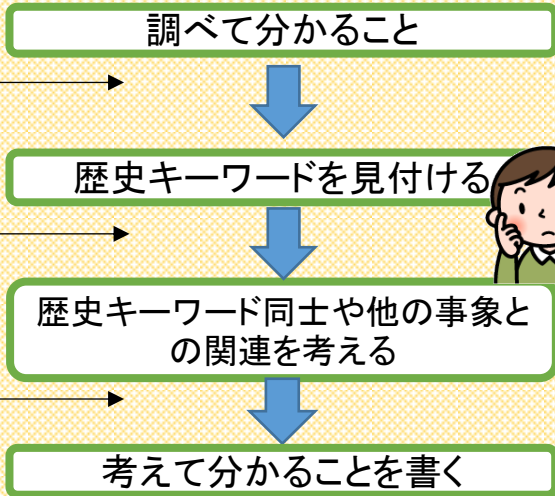 調べて分かること
歴史キーワードを見付ける
歴史キーワード同士や他の事象と
の関連を考える
考えて分かることを書く